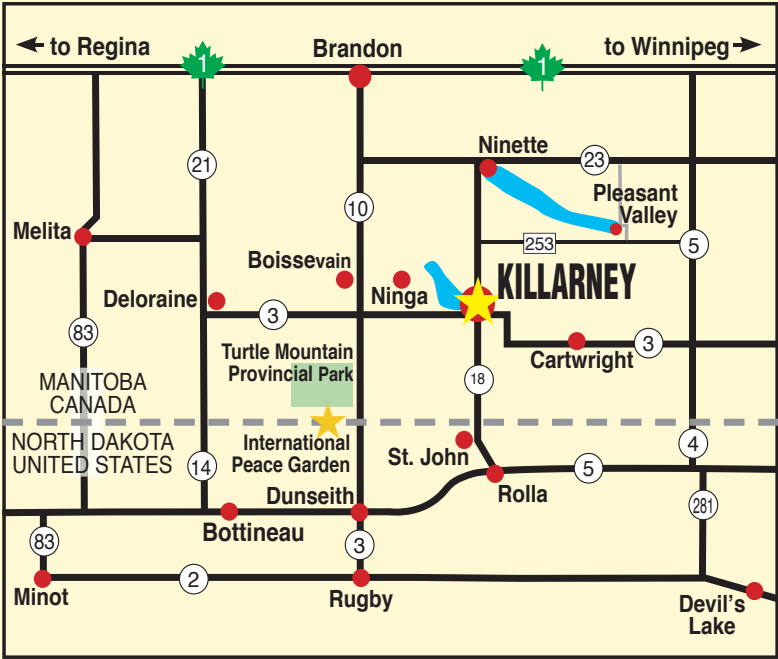 to Regina
1
Brandon
1
to Winnipeg
Ninette
23
21
Pleasant
Valley
10
Melita
253
5
Boissevain
KILLARNEY
Deloraine
Ninga
3
83
3
Cartwright
Turtle Mountain
Provincial Park
18
MANITOBA
CANADA
NORTH DAKOTA
UNITED STATES
International
Peace Garden
St. John
4
14
5
Rolla
Dunseith
281
Bottineau
83
3
2
Minot
Rugby
Devil's
Lake